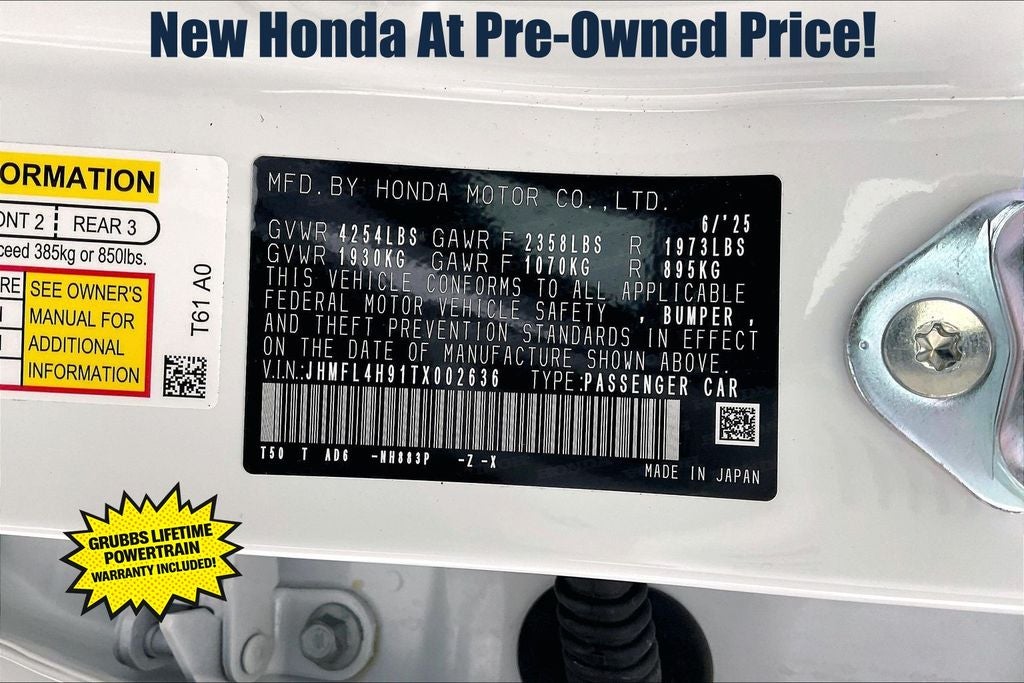 New Honda At Pre-Owned Price!
ORMATION
ONT 2 REAR 3
ceed 385kg or 850lbs.
RE
SEE OWNER'S
MANUAL FOR
ADDITIONAL
INFORMATION
T61 A0
MFD. BY HONDA MOTOR CO., LTD.
6/'25
GVWR 4254LBS GAWR F 2358LBS R 1973LBS
GVWR 1930KG GAWR F 1070KG R 895KG
THIS VEHICLE CONFORMS TO ALL APPLICABLE
FEDERAL MOTOR VEHICLE SAFETY , BUMPER ,
AND THEFT PREVENTION STANDARDS IN EFFECT
ON THE DATE OF MANUFACTURE SHOWN ABOVE.
V.I.N.:JHMFL4H91TX002636 TYPE:PASSENGER CAR
T50 T AD6 -NH883P -Z -X
MADE IN JAPAN
GRUBBS LIFETIME
POWERTRAIN
WARRANTY INCLUDED!